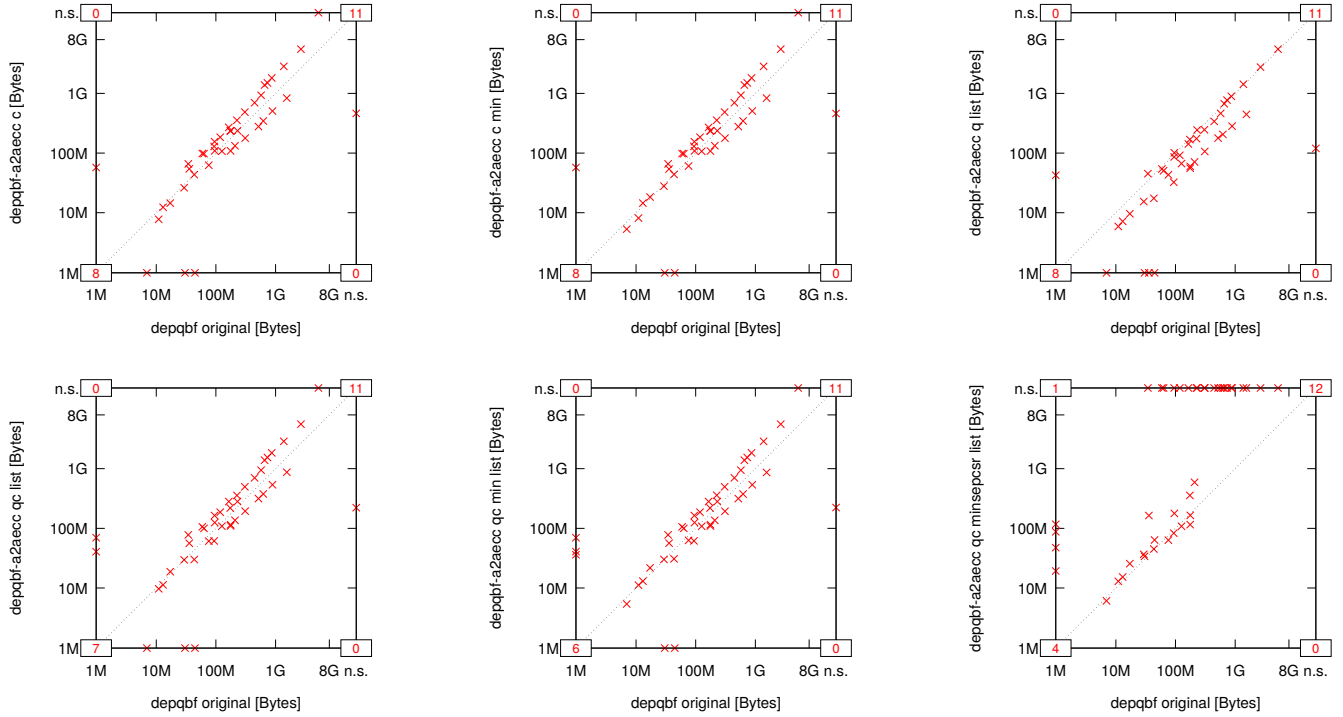 n.s. 0 11
8G
1G
100M
10M
1M 8 0
1M 10M 100M 1G 8G n.s.
depqbf original [Bytes]
depqbf-a2aecc c [Bytes]
n.s. 0 11
8G
1G
100M
10M
1M 8 0
1M 10M 100M 1G 8G n.s.
depqbf original [Bytes]
depqbf-a2aecc c min [Bytes]
n.s. 0 11
8G
1G
100M
10M
1M 8 0
1M 10M 100M 1G 8G n.s.
depqbf original [Bytes]
depqbf-a2aecc q list [Bytes]
n.s. 0 11
8G
1G
100M
10M
1M 7 0
1M 10M 100M 1G 8G n.s.
depqbf original [Bytes]
depqbf-a2aecc qc list [Bytes]
n.s. 0 11
8G
1G
100M
10M
1M 6 0
1M 10M 100M 1G 8G n.s.
depqbf original [Bytes]
depqbf-a2aecc qc min list [Bytes]
n.s. 1 12
8G
1G
100M
10M
1M 4 0
1M 10M 100M 1G 8G n.s.
depqbf original [Bytes]
depqbf-a2aecc qc minsepcsr list [Bytes]